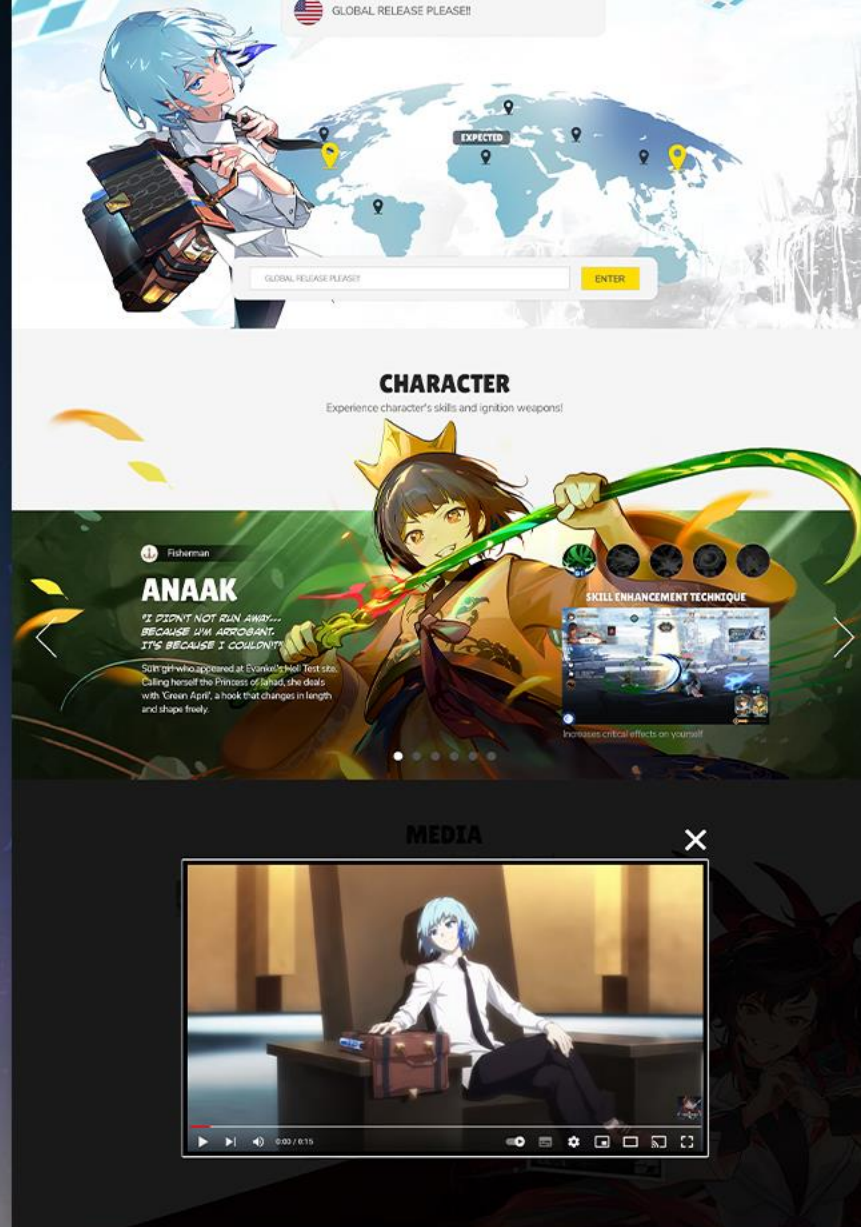 GLOBAL RELEASE PLEASE!!
EXPECTED
GLOBAL RELEASE PLEASE!!
ENTER
CHARACTER
Experience character's skills and ignition weapons!
Fisherman
ANAAK
"I DIDN'T NOT RUN AWAY...
BECAUSE I'M ARROGANT.
IT'S BECAUSE I COULDN'T"
Suin girl who appeared at Evankel's Hell Test site.
Calling herself the Princess of Jahad, she deals
with 'Green April', a hook that changes in length
and shape freely.
SKILL ENHANCEMENT TECHNIQUE
Increases critical effects on yourself
MEDIA
0:00 / 0:15